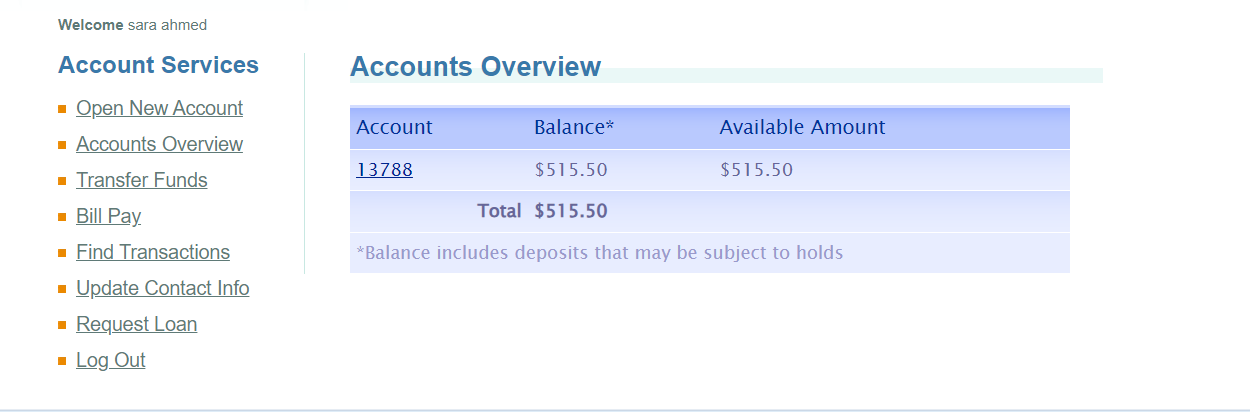 Welcome sara ahmed
Account Services
Open New Account
Accounts Overview
Transfer Funds
Bill Pay
Find Transactions
Update Contact Info
Request Loan
Log Out
Accounts Overview
Account Balance* Available Amount
13788 $515.50 $515.50
Total $515.50
*Balance includes deposits that may be subject to holds